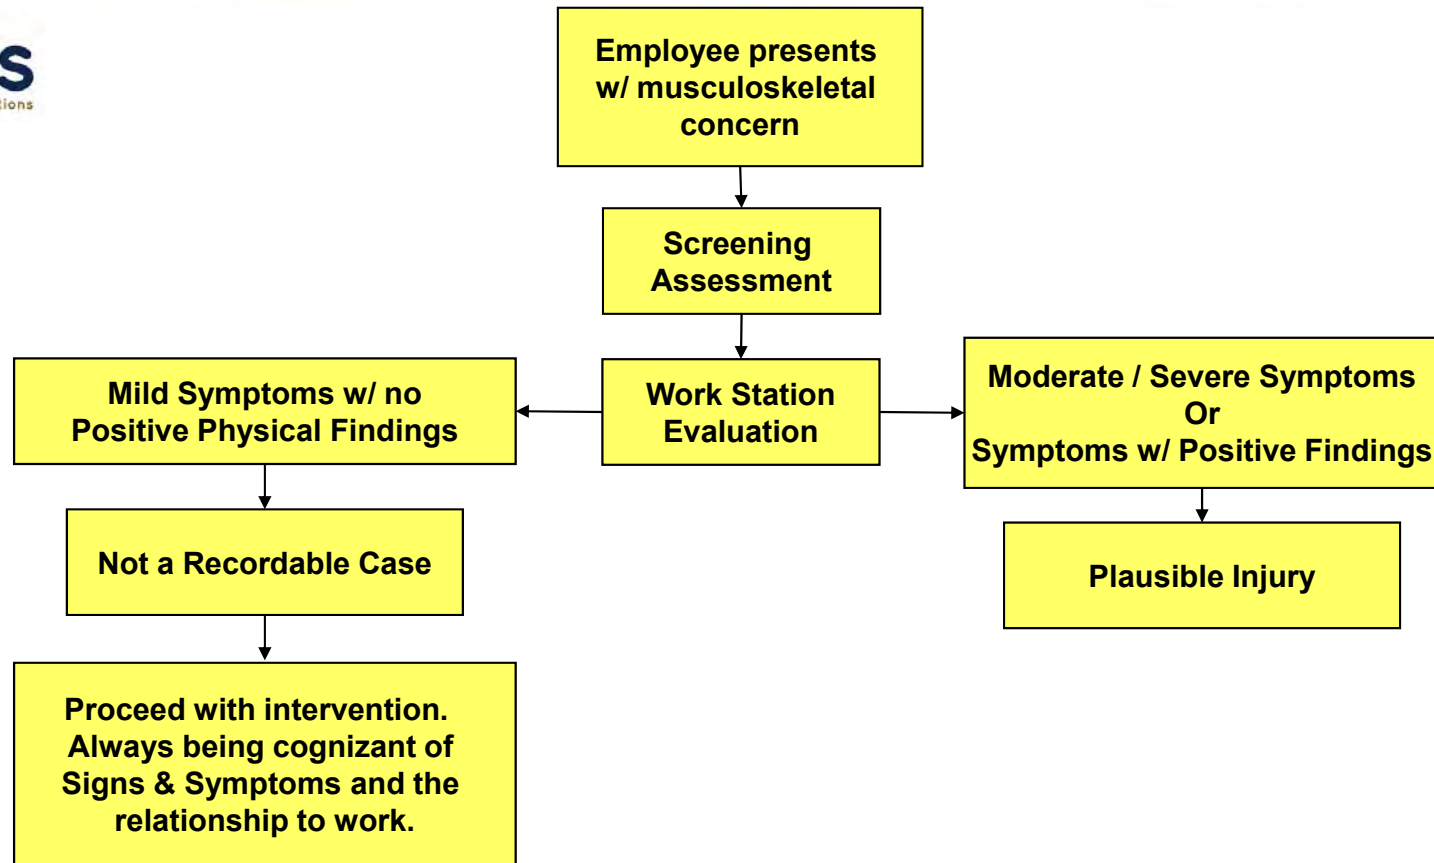 s
tions
Employee presents
w/ musculoskeletal
concern
Screening
Assessment
Work Station
Evaluation
Mild Symptoms w/ no
Positive Physical Findings
Moderate / Severe Symptoms
Or
Symptoms w/ Positive Findings
Not a Recordable Case
Plausible Injury
Proceed with intervention.
Always being cognizant of
Signs & Symptoms and the
relationship to work.